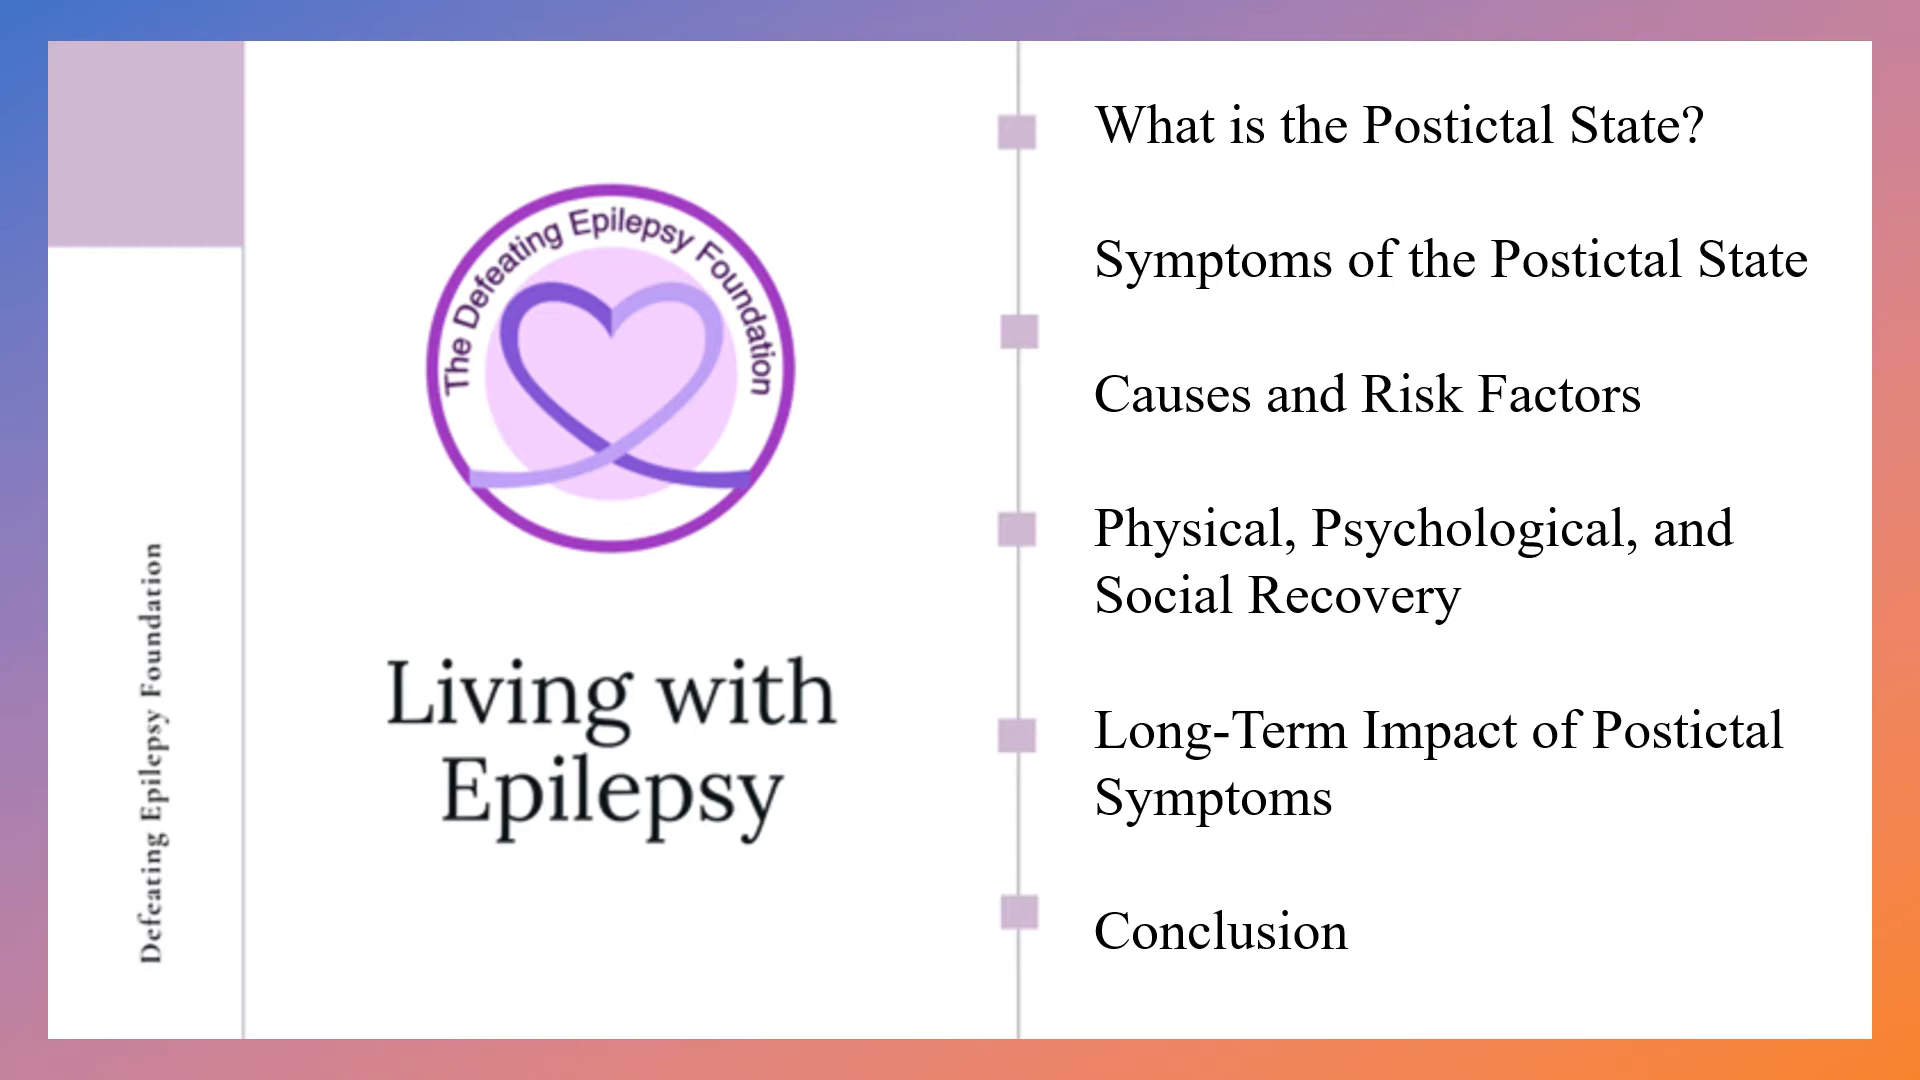 Defeating Epilepsy Foundation
The Defeating Epilepsy Foundation
Living with
Epilepsy
What is the Postictal State?
Symptoms of the Postictal State
Causes and Risk Factors
Physical, Psychological, and
Social Recovery
Long-Term Impact of Postictal
Symptoms
Conclusion